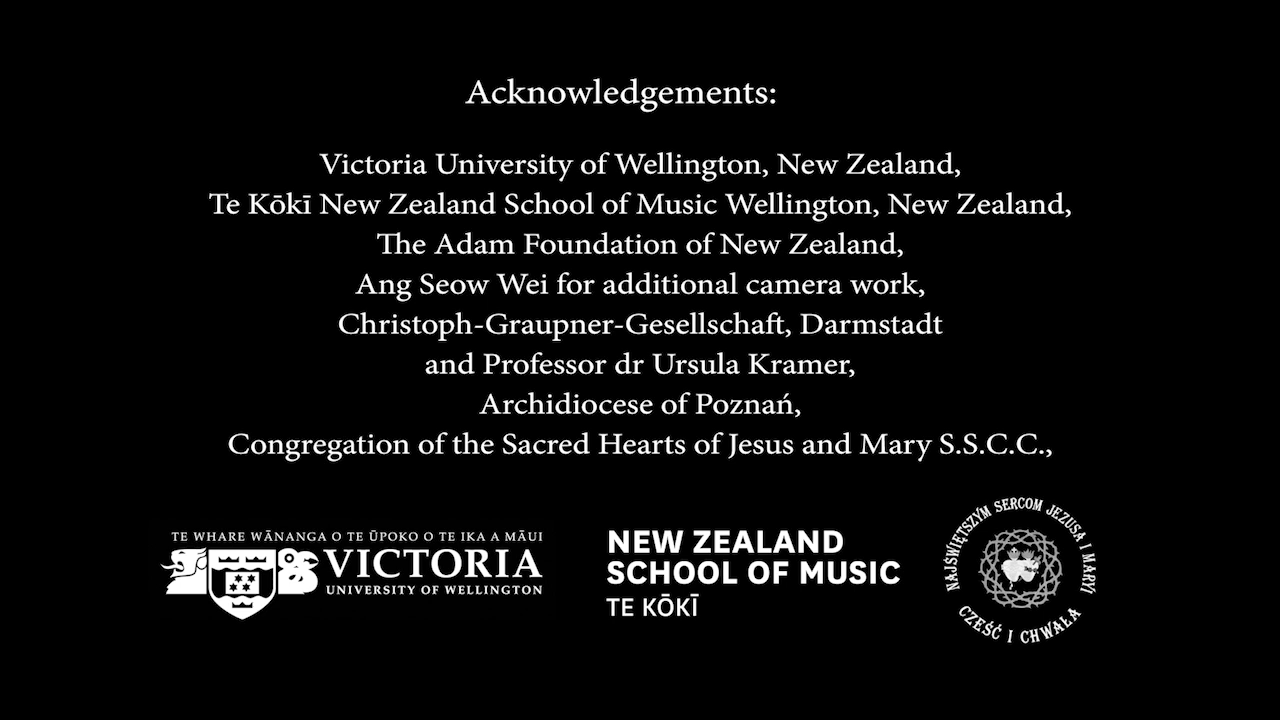 Acknowledgements:
Victoria University of Wellington, New Zealand,
Te Kōkī New Zealand School of Music Wellington, New Zealand,
The Adam Foundation of New Zealand,
Ang Seow Wei for additional camera work,
Christoph-Graupner-Gesellschaft, Darmstadt
and Professor dr Ursula Kramer,
Archidiocese of Poznań,
Congregation of the Sacred Hearts of Jesus and Mary S.S.C.C.,
TE WHARE WĀNANGA O TE ŪPOKO O TE IKA A MĀUI
VICTORIA
UNIVERSITY OF WELLINGTON
NEW ZEALAND
SCHOOL OF MUSIC
TE KŌKĪ
NAJŚWIĘTSZYM SERCOM JEZUSA I MARYI
CZEŚĆ I CHWAŁA